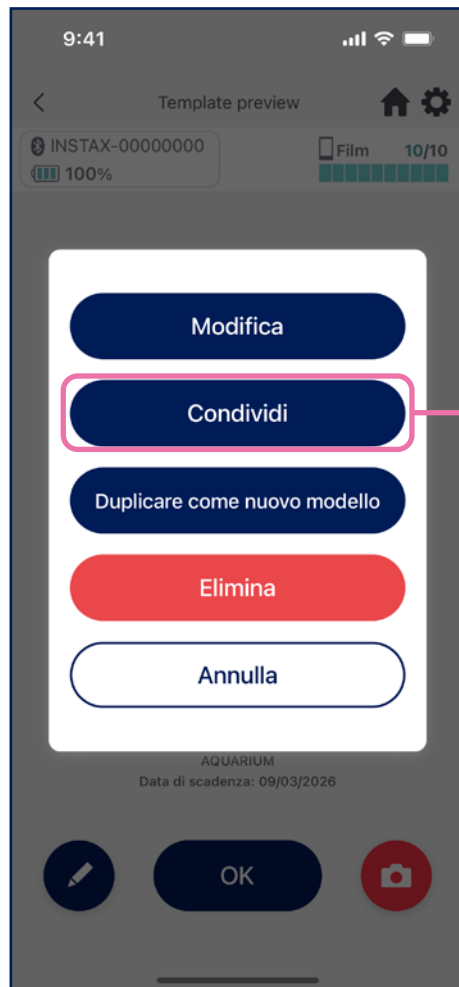 9:41
Template preview
INSTAX-00000000
100%
Film 10/10
Modifica
Condividi
Duplicare come nuovo modello
Elimina
Annulla
AQUARIUM
Data di scadenza: 09/03/2026
OK